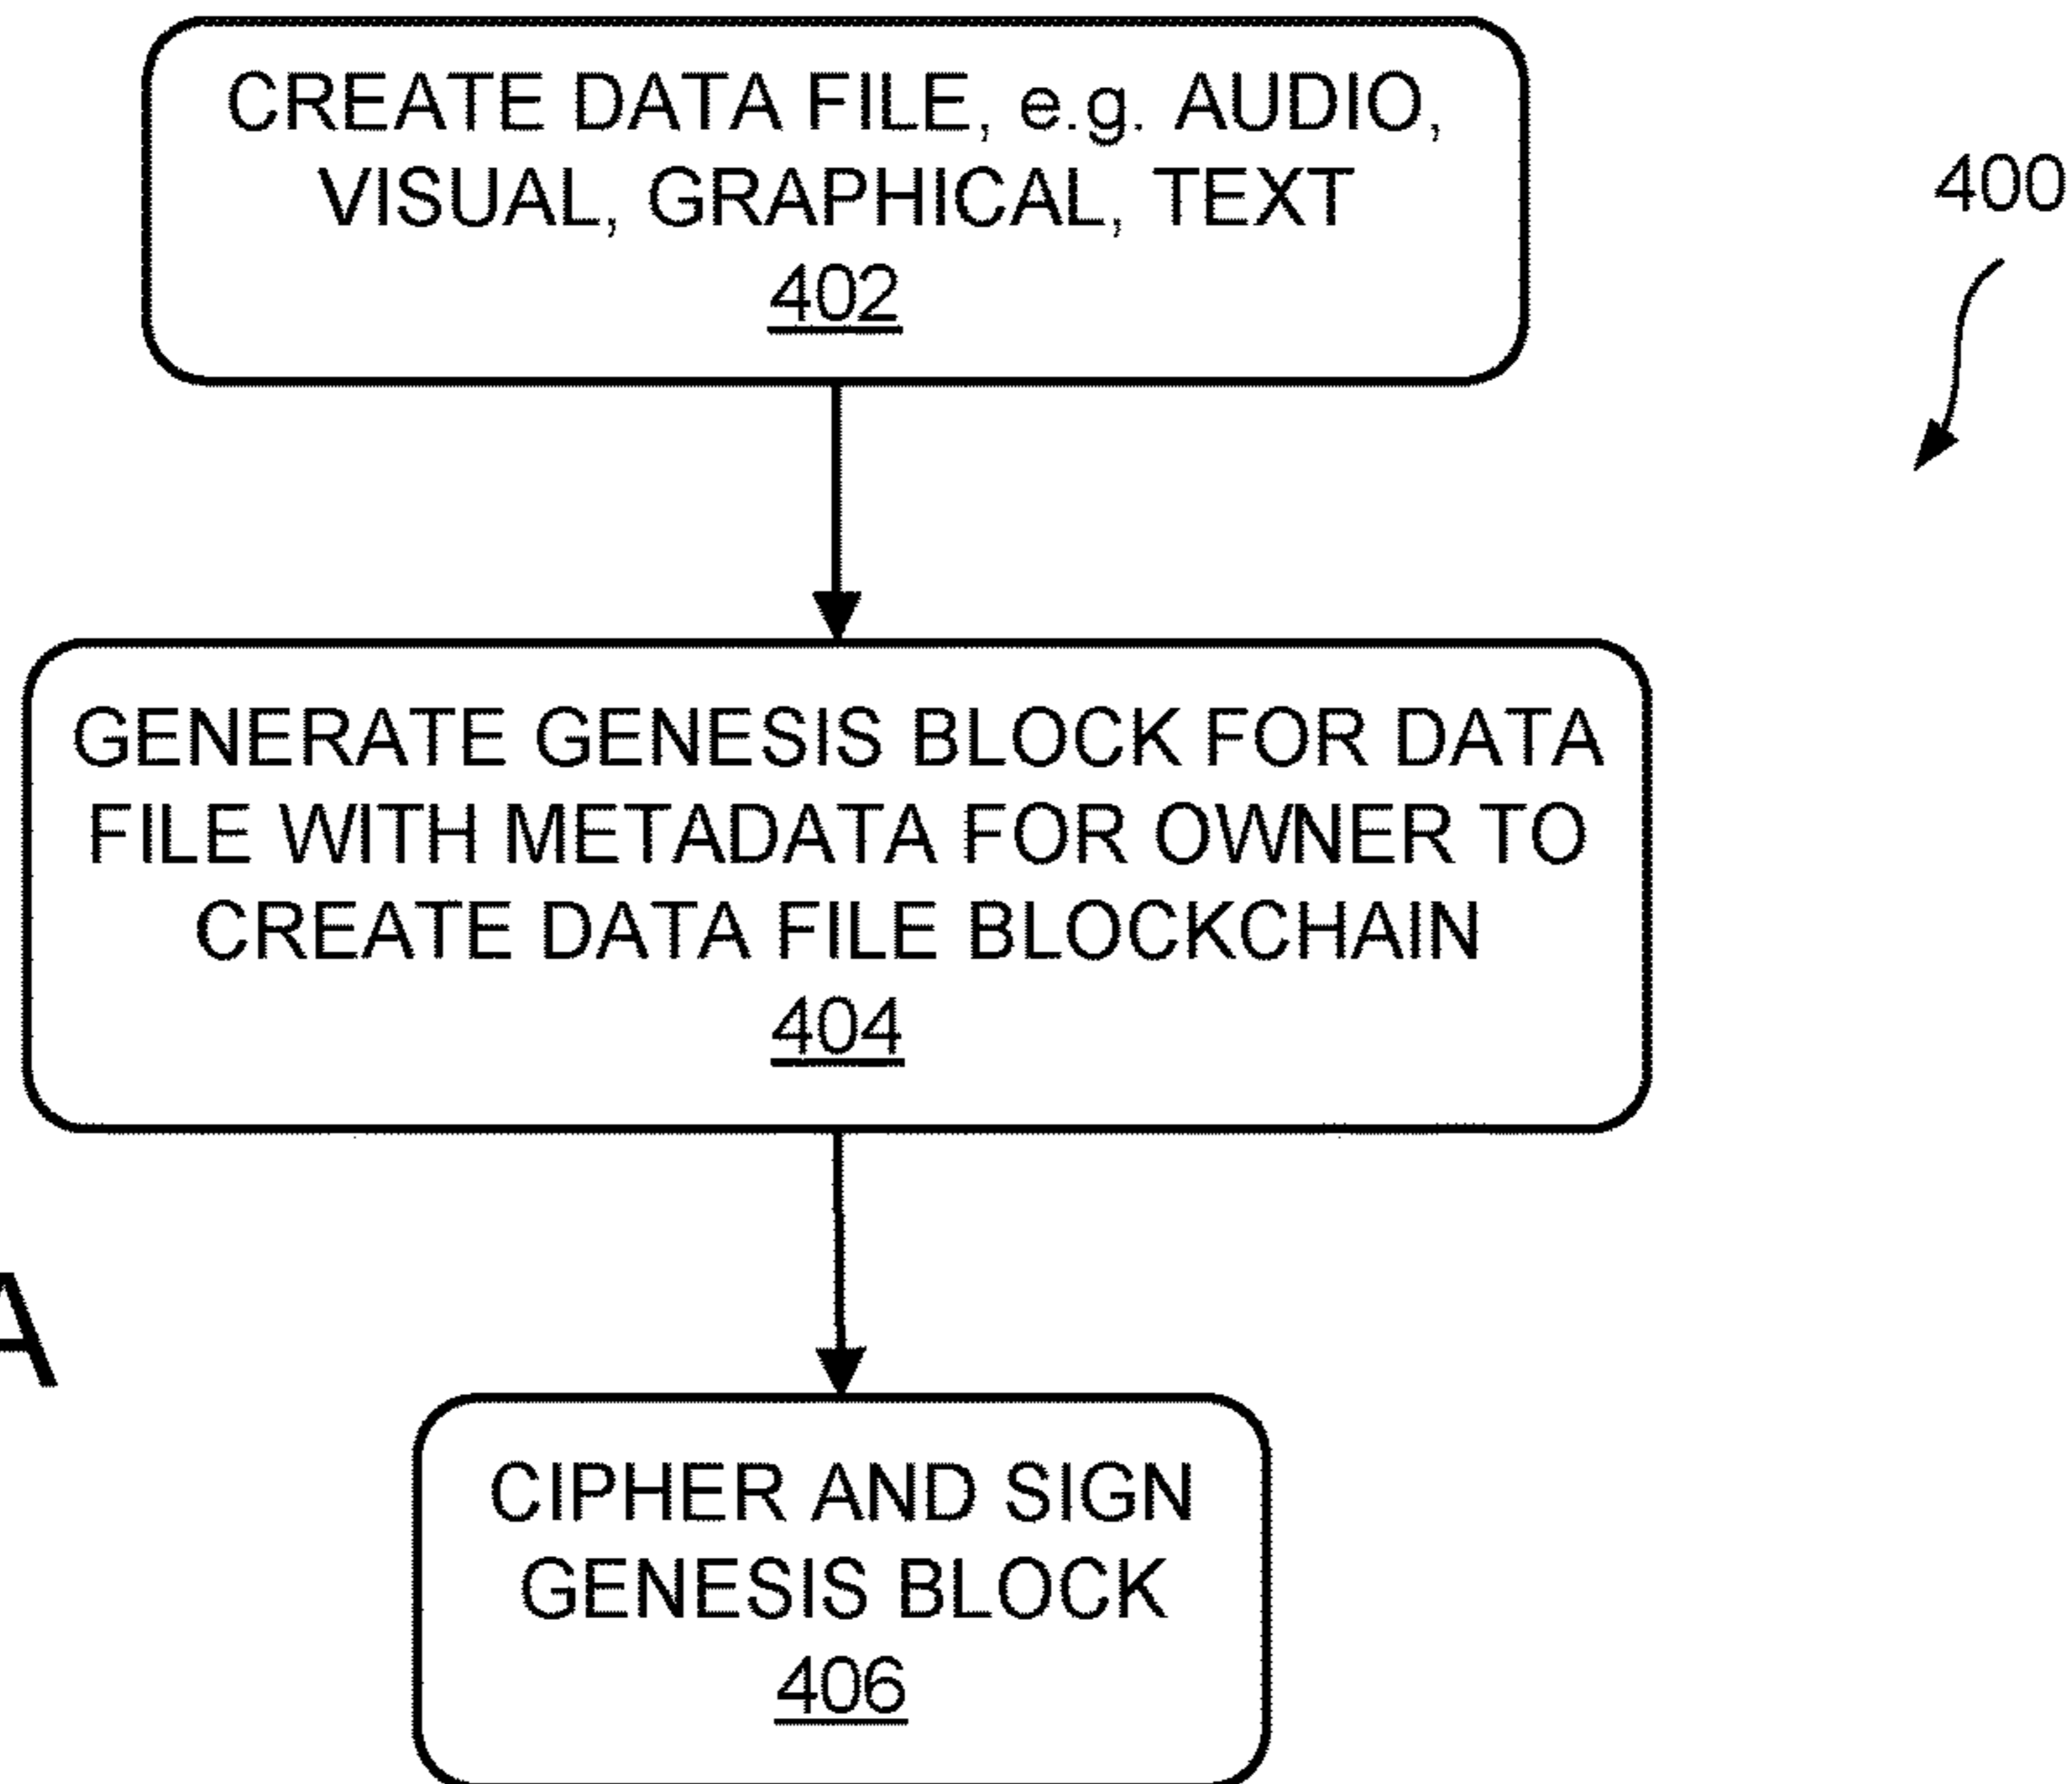 CREATE DATA FILE, e.g. AUDIO,
VISUAL, GRAPHICAL, TEXT
402
400
GENERATE GENESIS BLOCK FOR DATA
FILE WITH METADATA FOR OWNER TO
CREATE DATA FILE BLOCKCHAIN
404
A
CIPHER AND SIGN
GENESIS BLOCK
406